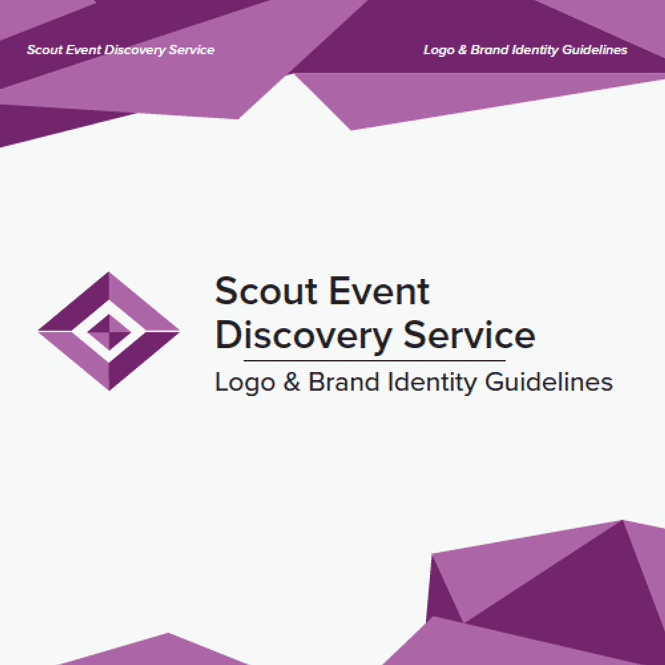 Scout Event Discovery Service
Logo & Brand Identity Guidelines
Scout Event
Discovery Service
Logo & Brand Identity Guidelines